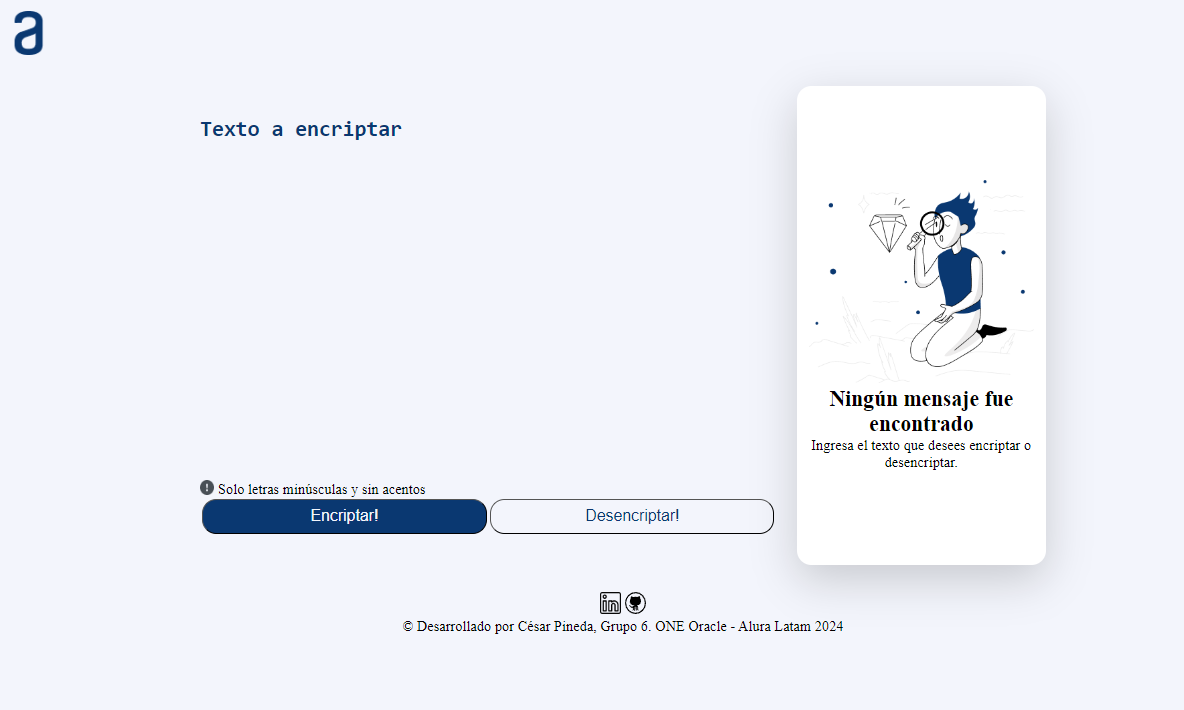 a
Texto a encriptar
Ningún mensaje fue
encontrado
Ingresa el texto que desees encriptar o
desencriptar.
Solo letras minúsculas y sin acentos
Encriptar!
Desencriptar!
in
© Desarrollado por César Pineda, Grupo 6. ONE Oracle - Alura Latam 2024